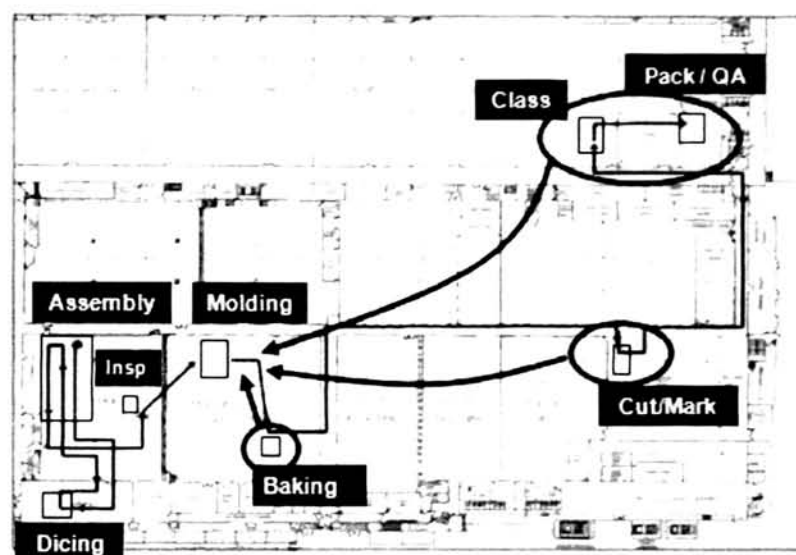 Pack / QA
Class
Assembly
Molding
Insp
Cut/Mark
Baking
Dicing